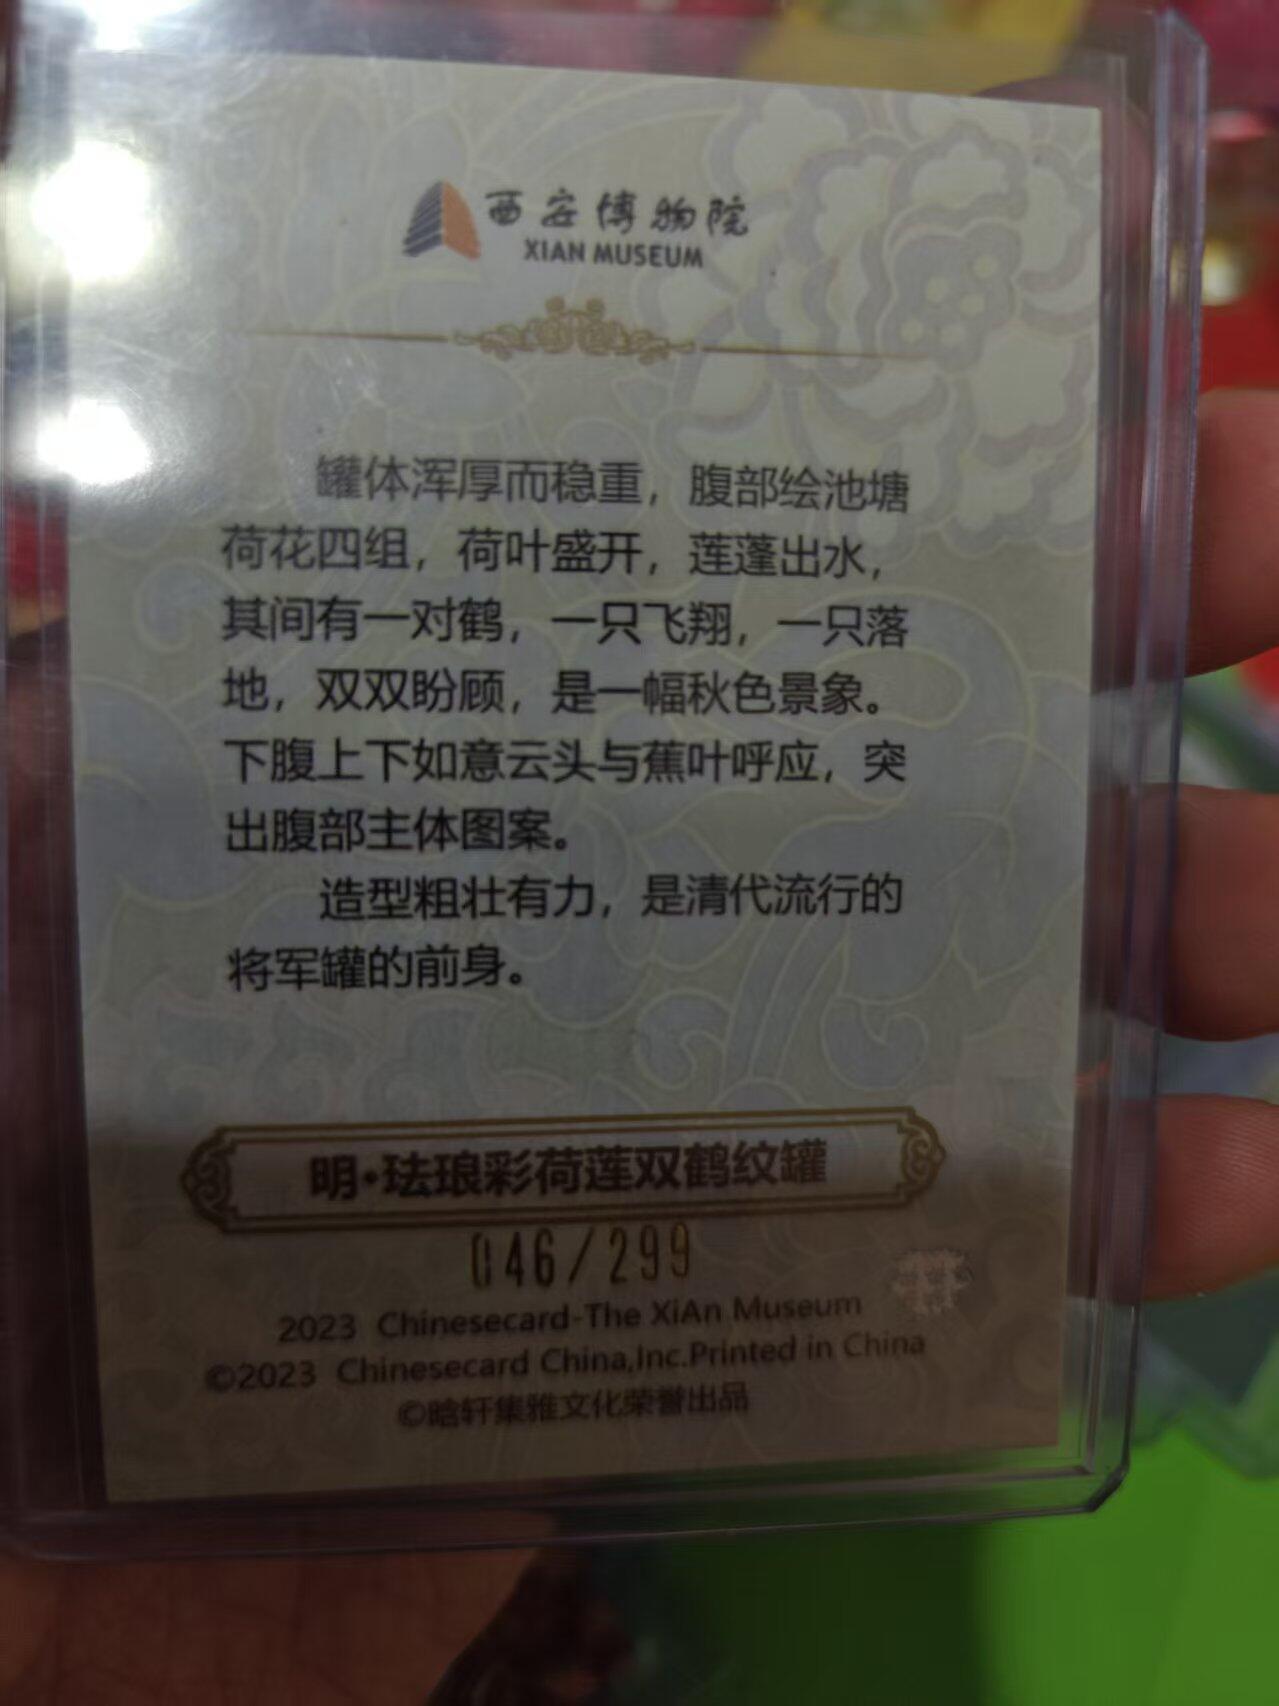 西安博物院
XIAN MUSEUM
罐体浑厚而稳重，腹部绘池塘
荷花四组，荷叶盛开，莲蓬出水，
其间有一对鹤，一只飞翔，一只落
地，双双盼顾，是一幅秋色景象。
下腹上下如意云头与蕉叶呼应，突
出腹部主体图案。
造型粗壮有力，是清代流行的
将军罐的前身。
明·珐琅彩荷莲双鹤纹罐
046/299
2023 Chinesecard-The XiAn Museum
©2023 Chinesecard China,Inc.Printed in China
©晗轩集雅文化荣誉出品